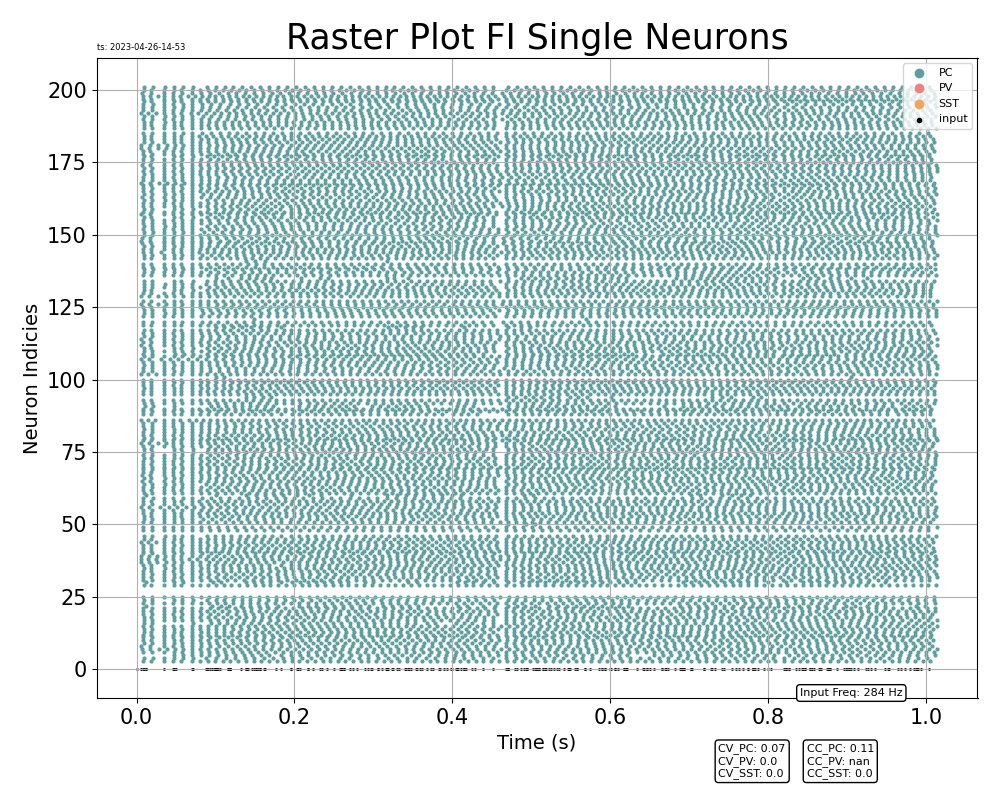 Raster Plot FI Single Neurons
ts: 2023-04-26-14-53
PC
PV
SST
input
200
175
150
125
100
75
50
25
0
Neuron Indicies
Input Freq: 284 Hz
0.0 0.2 0.4 0.6 0.8 1.0
Time (s)
CV_PC: 0.07
CV_PV: 0.0
CV_SST: 0.0
CC_PC: 0.11
CC_PV: nan
CC_SST: 0.0